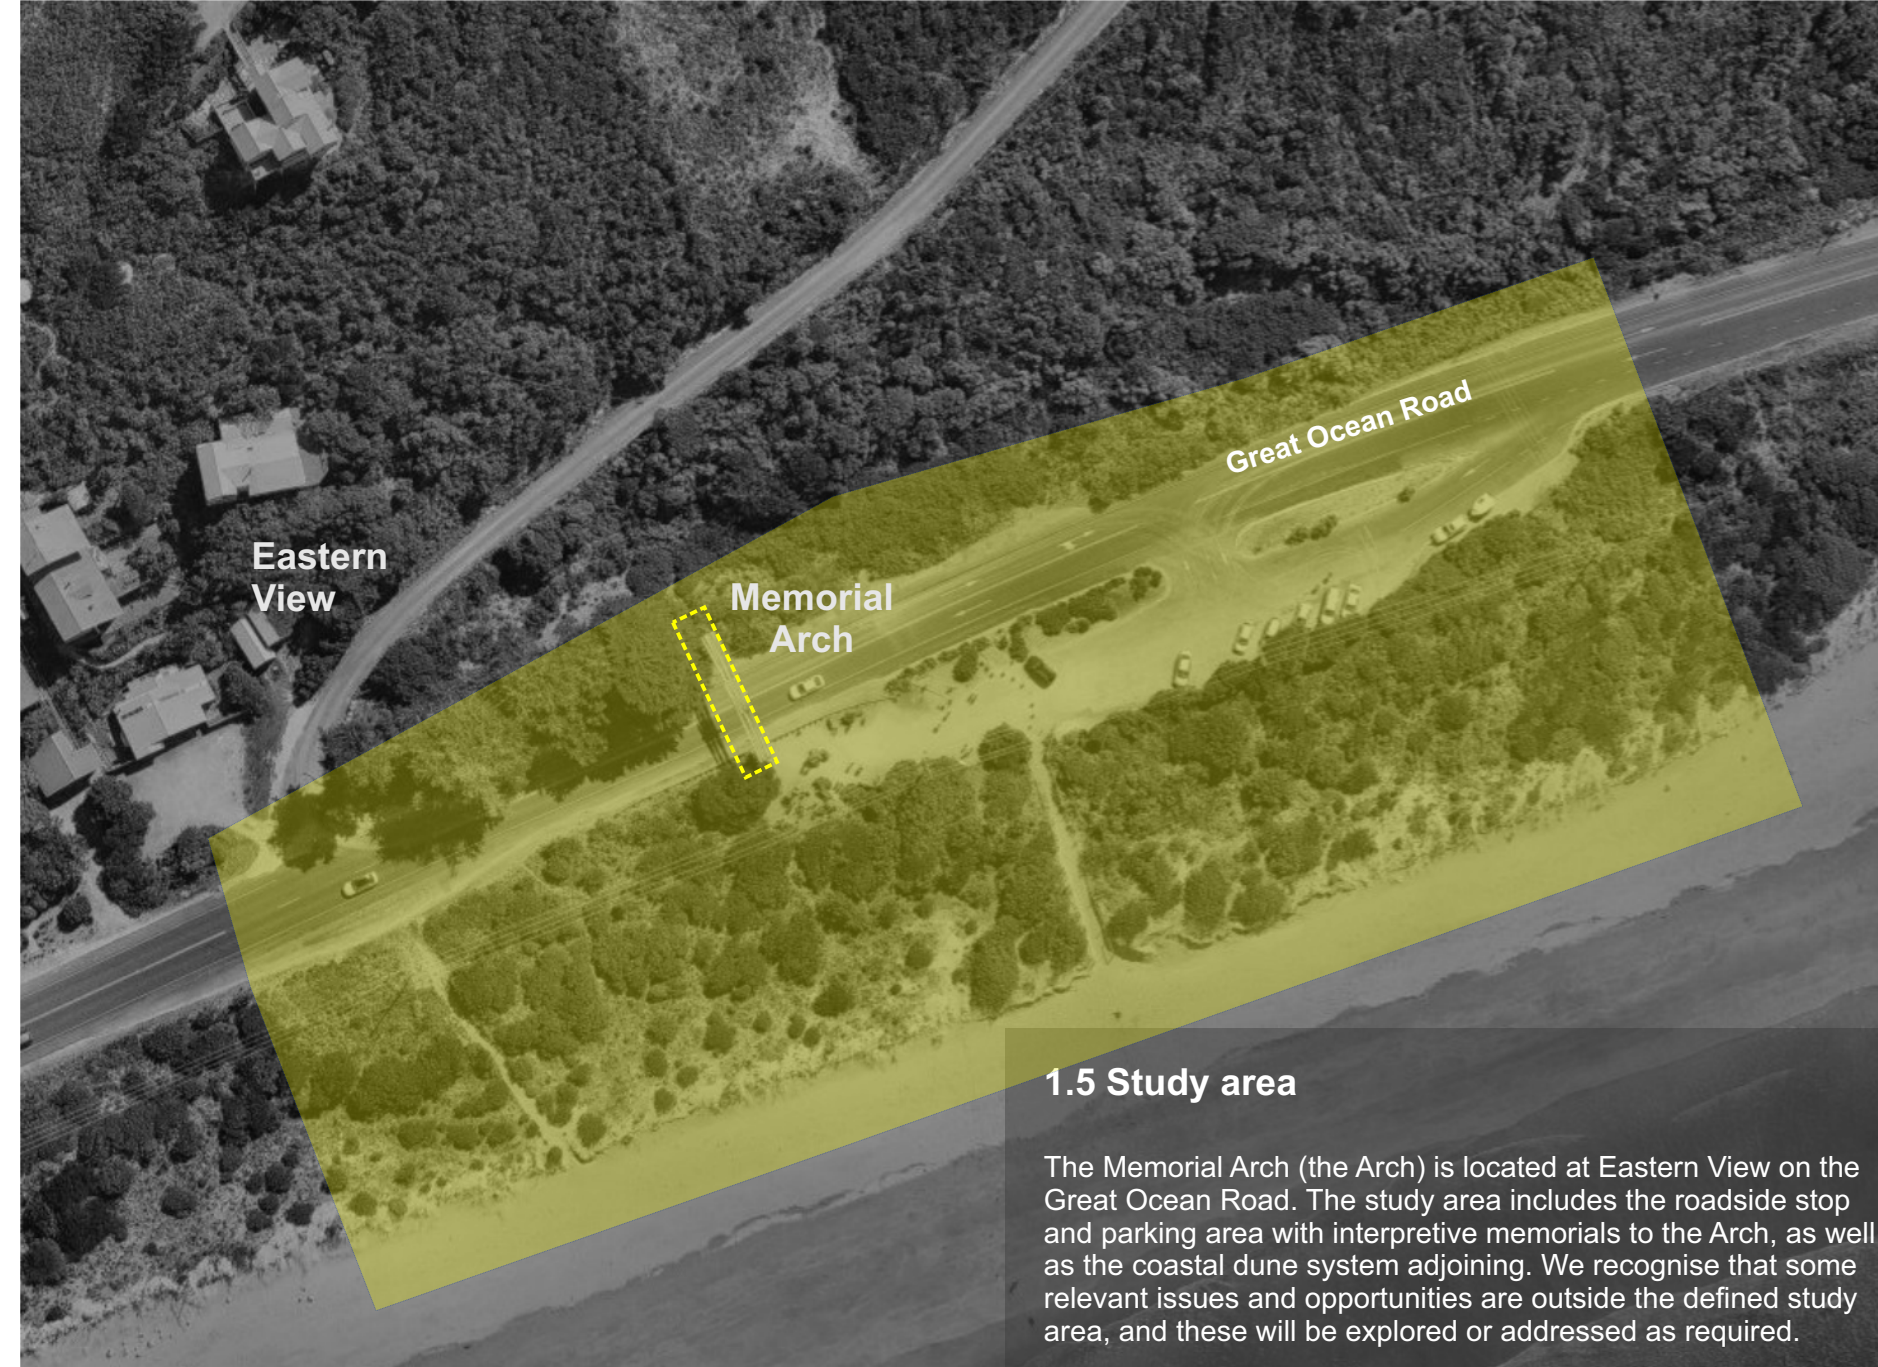 Great Ocean Road
Eastern
View
Memorial
Arch
1.5 Study area
The Memorial Arch (the Arch) is located at Eastern View on the
Great Ocean Road. The study area includes the roadside stop
and parking area with interpretive memorials to the Arch, as well
as the coastal dune system adjoining. We recognise that some
relevant issues and opportunities are outside the defined study
area, and these will be explored or addressed as required.